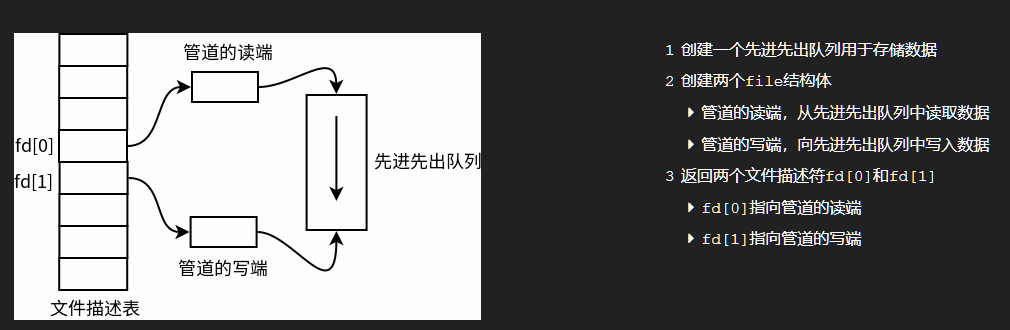 管道的读端
fd[0]
fd[1]
先进先出队列
管道的写端
文件描述表
1 创建一个先进先出队列用于存储数据
2 创建两个file结构体
管道的读端，从先进先出队列中读取数据
管道的写端，向先进先出队列中写入数据
3 返回两个文件描述符fd[0]和fd[1]
fd[0]指向管道的读端
fd[1]指向管道的写端